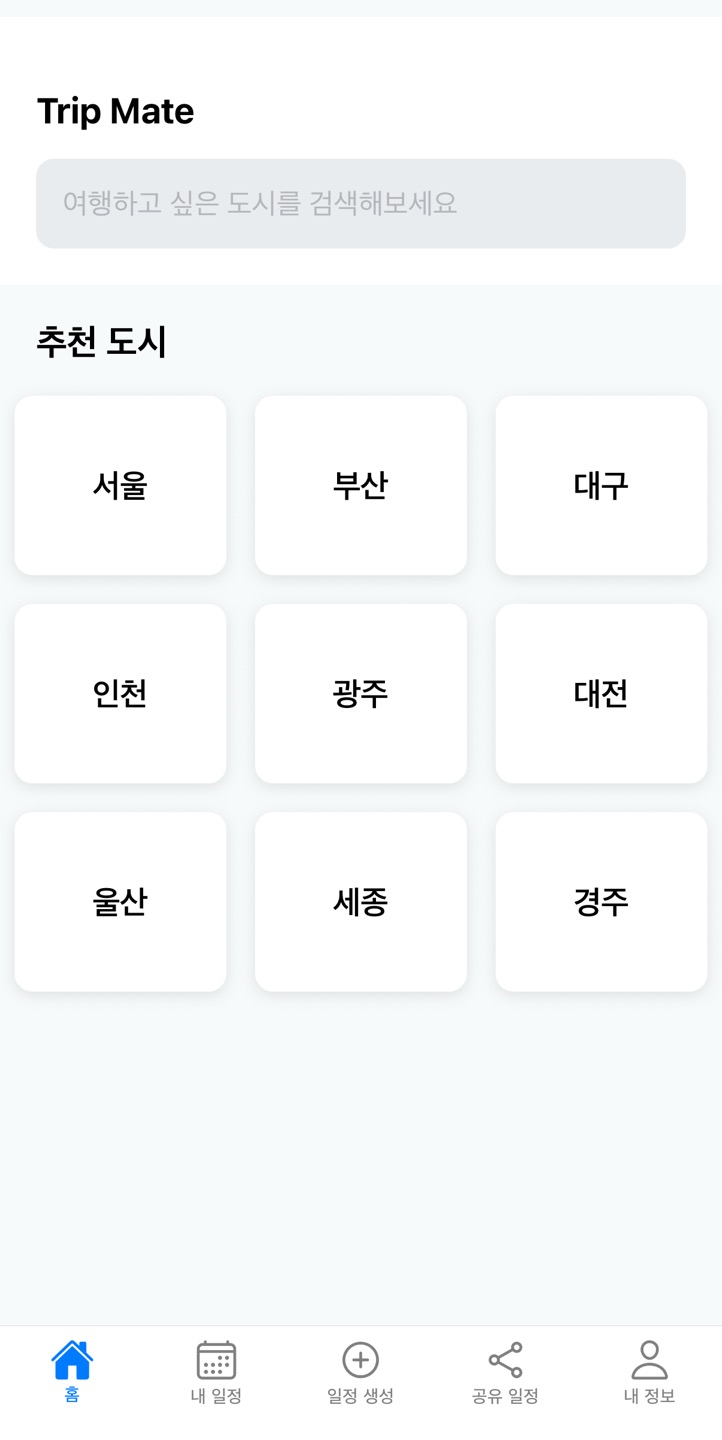 Trip Mate
여행하고 싶은 도시를 검색해보세요
추천 도시
서울 부산 대구
인천 광주 대전
울산 세종 경주
홈 내 일정 일정 생성 공유 일정 내 정보